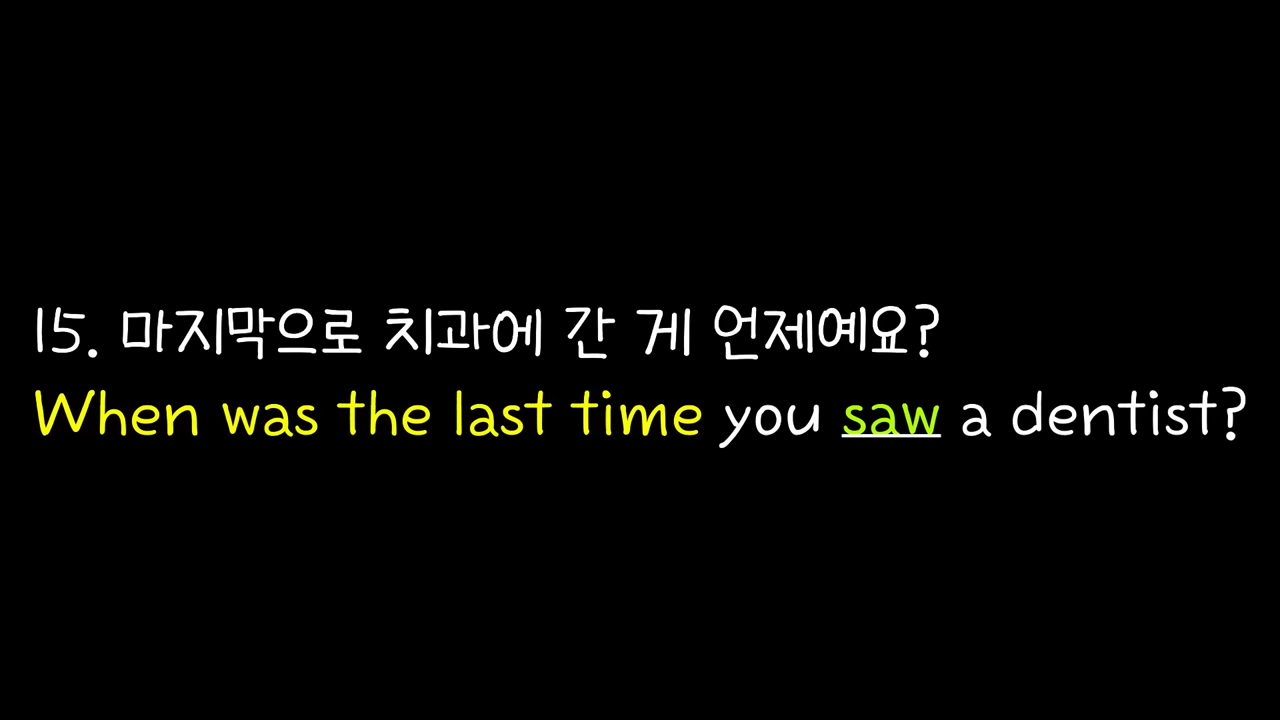 15. 마지막으로 치과에 간 게 언제예요?
When was the last time you saw a dentist?